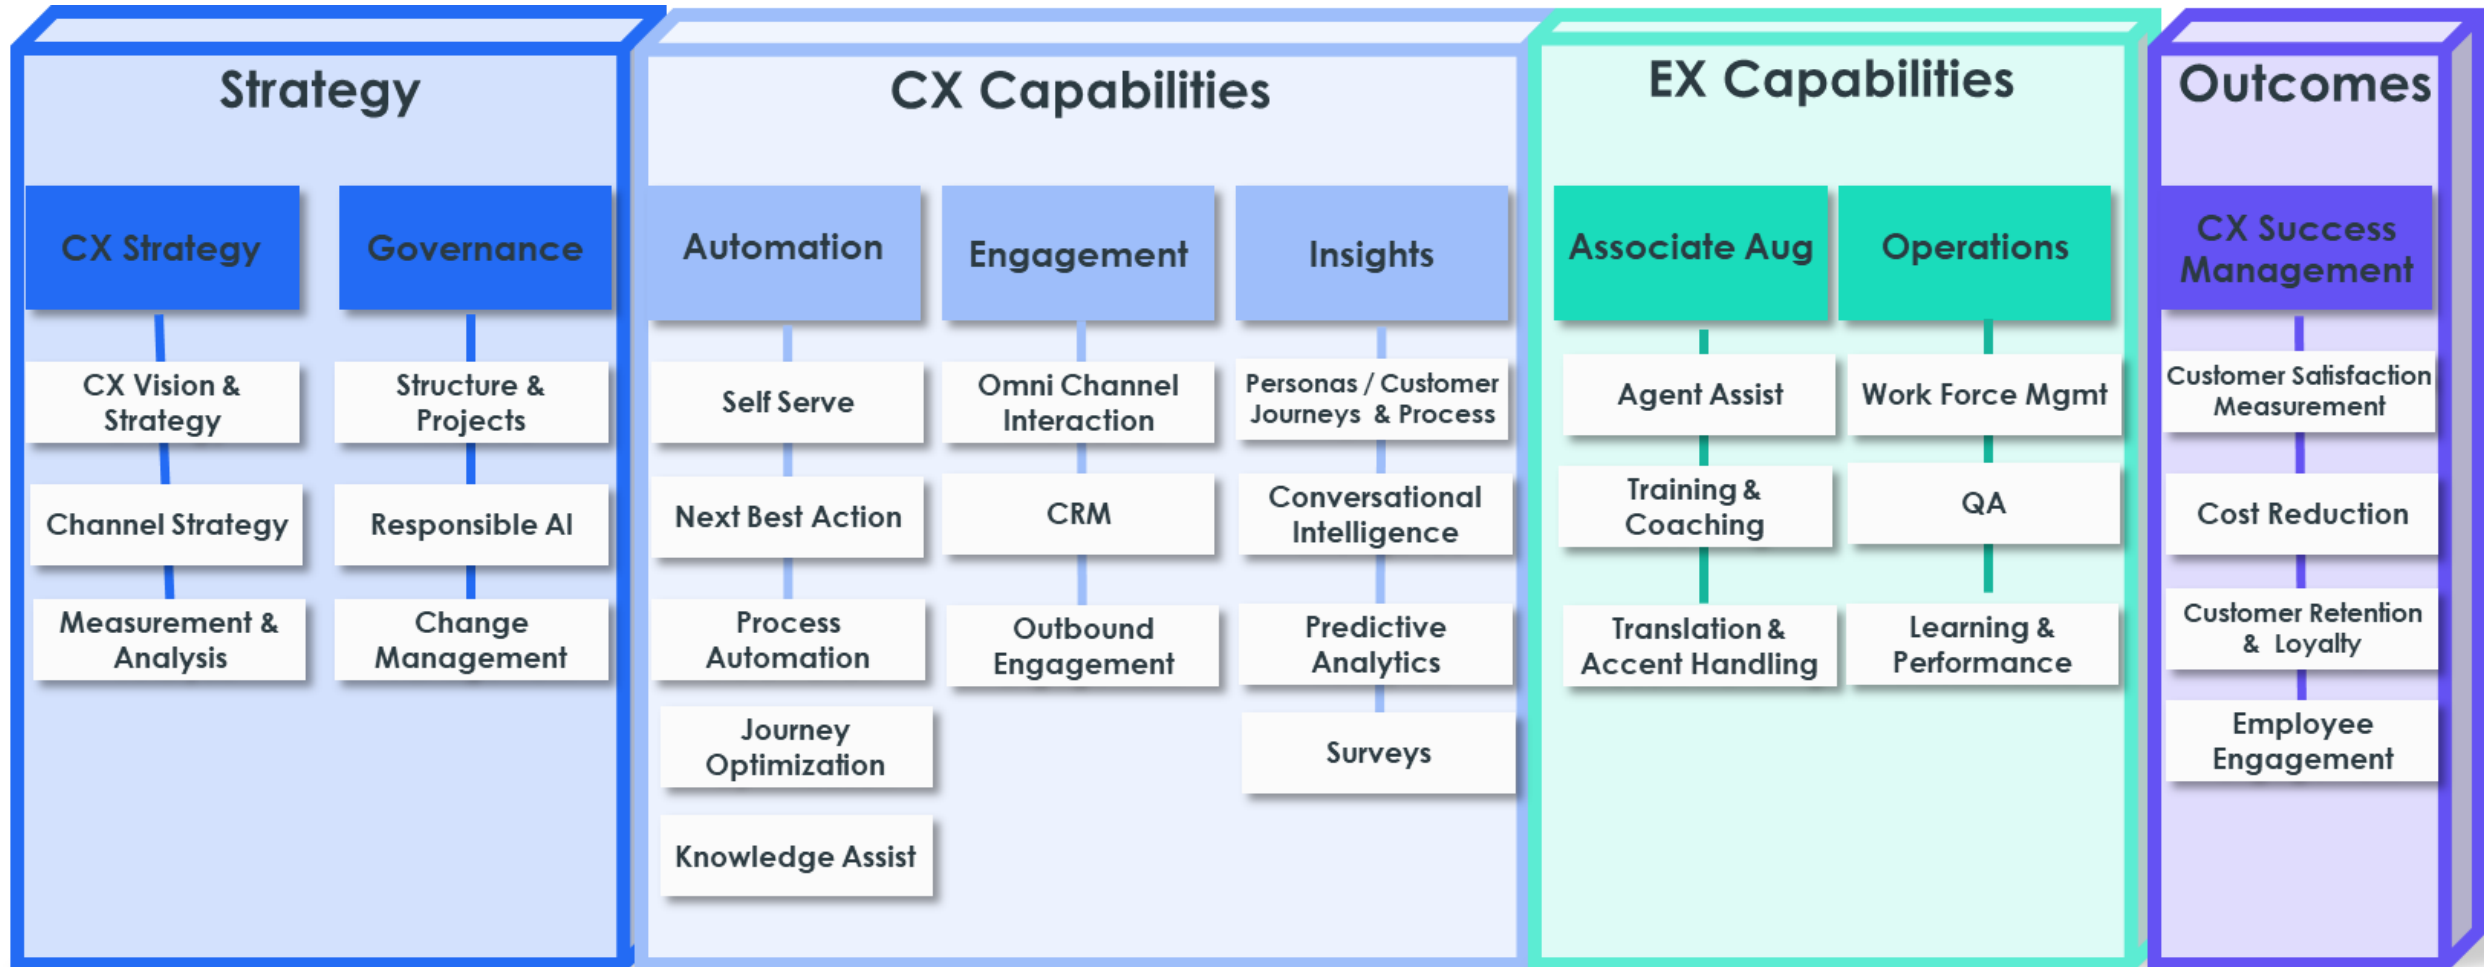 Strategy
CX Strategy
CX Vision &
Strategy
Channel Strategy
Measurement &
Analysis
Governance
Structure &
Projects
Responsible AI
Change
Management
CX Capabilities
Automation
Self Serve
Next Best Action
Process
Automation
Journey
Optimization
Knowledge Assist
Engagement
Omni Channel
Interaction
CRM
Outbound
Engagement
Insights
Personas / Customer
Journeys & Process
Conversational
Intelligence
Predictive
Analytics
Surveys
EX Capabilities
Associate Aug
Agent Assist
Training &
Coaching
Translation &
Accent Handling
Operations
Work Force Mgmt
QA
Learning &
Performance
Outcomes
CX Success
Management
Customer Satisfaction
Measurement
Cost Reduction
Customer Retention
& Loyalty
Employee
Engagement